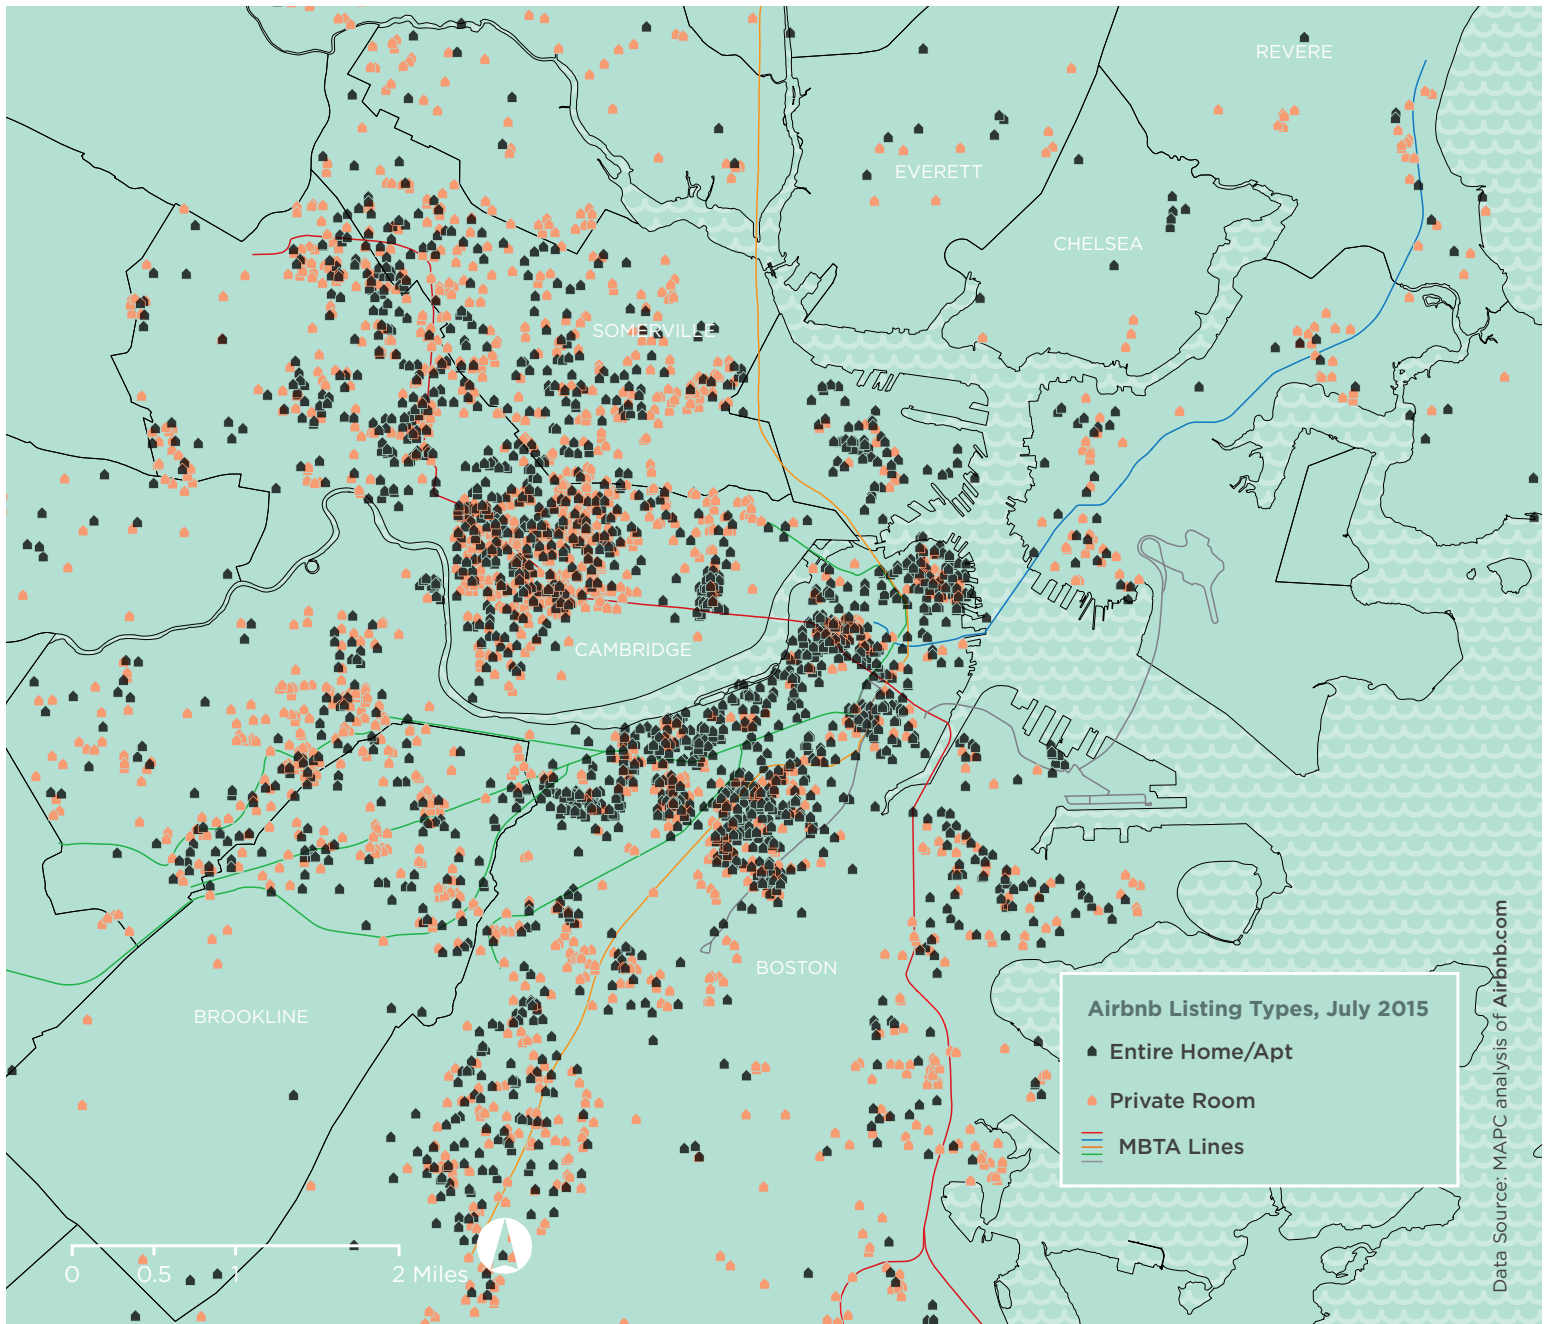 REVERE
EVERETT
CHELSEA
SOMERVILLE
CAMBRIDGE
BOSTON
BROOKLINE
Airbnb Listing Types, July 2015
Entire Home/Apt
Private Room
MBTA Lines
0 0.5 1 2 Miles
Data Source: MAPC analysis of Airbnb.com